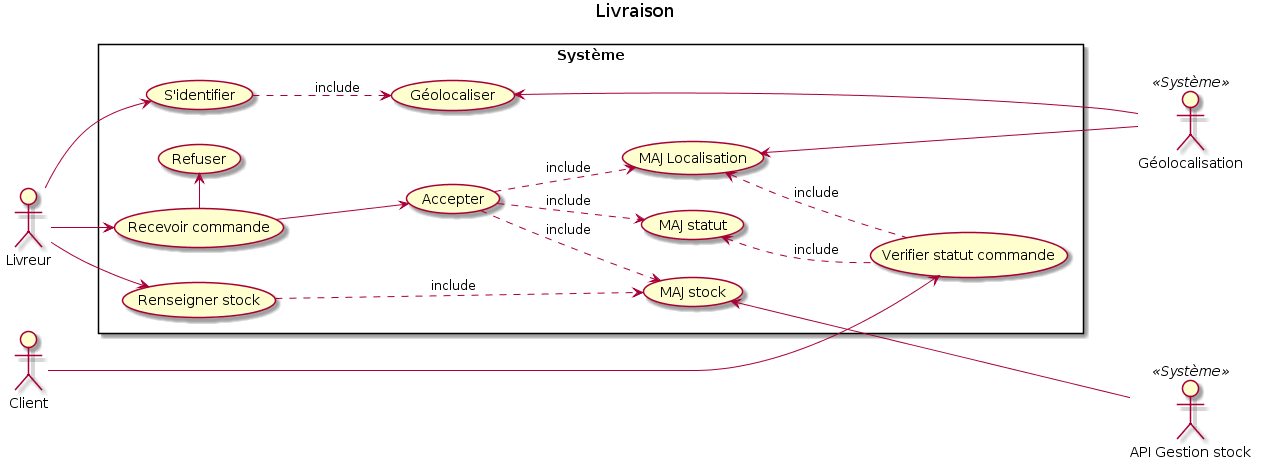 Livraison
Système
S'identifier
include
Géolocaliser
«Système»
Géolocalisation
Refuser
MAJ Localisation
include
include
Accepter
include
Recevoir commande
MAJ statut
include
include
Verifier statut commande
Livreur
Renseigner stock
include
MAJ stock
Client
«Système»
API Gestion stock